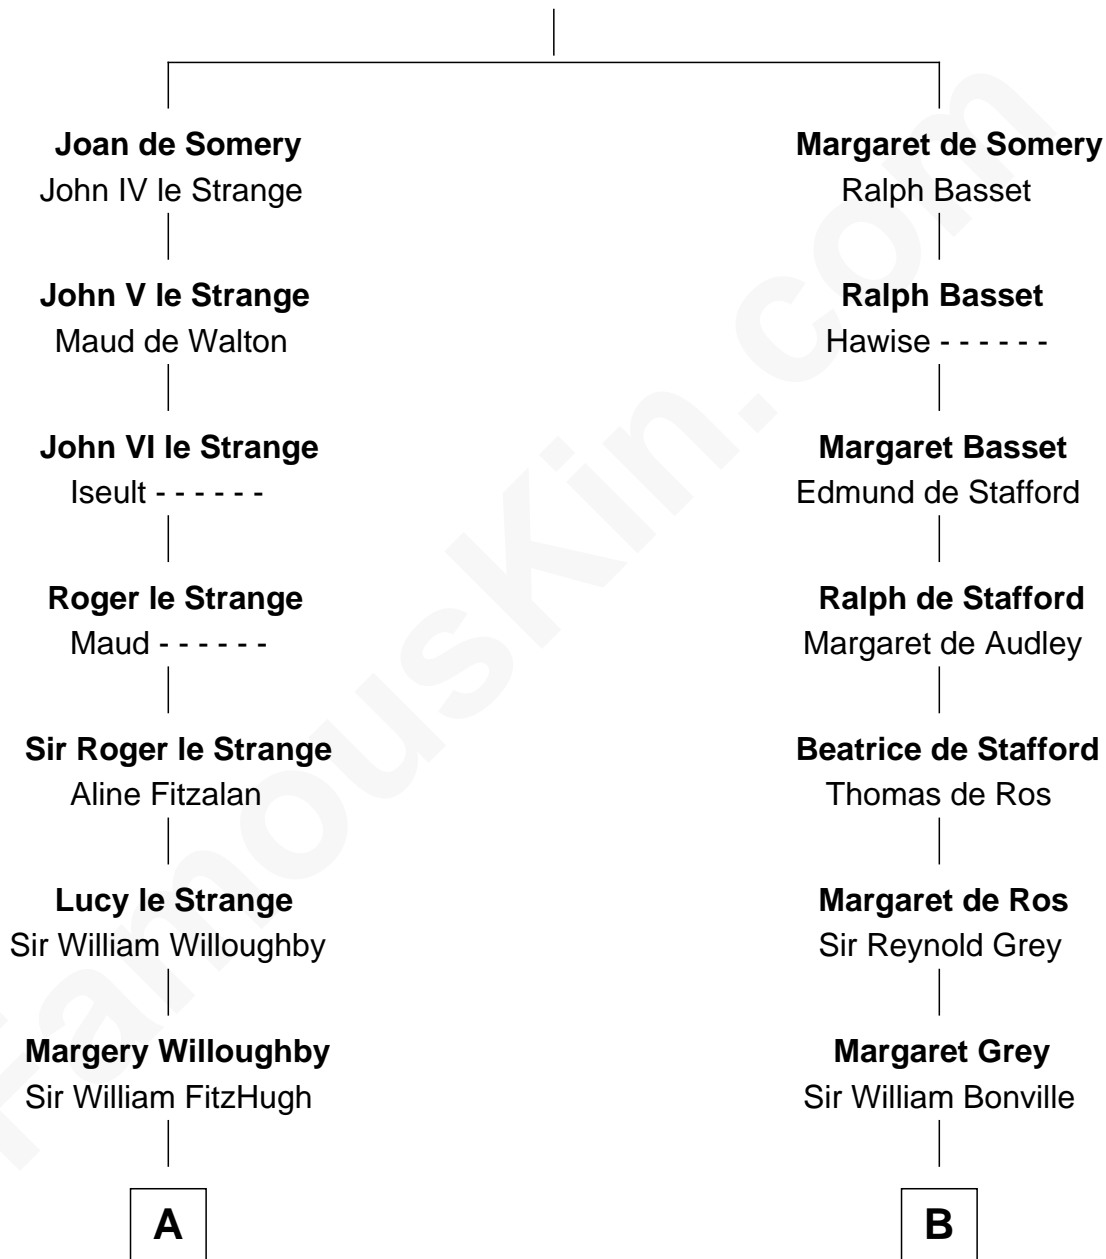 Joan de Somery
John IV le Strange
John V le Strange
Maud de Walton
John VI le Strange
Iseult - - - - - -
Roger le Strange
Maud - - - - - -
Sir Roger le Strange
Aline Fitzalan
Lucy le Strange
Sir William Willoughby
Margery Willoughby
Sir William FitzHugh
A
Margaret de Somery
Ralph Basset
Ralph Basset
Hawise - - - - - -
Margaret Basset
Edmund de Stafford
Ralph de Stafford
Margaret de Audley
Beatrice de Stafford
Thomas de Ros
Margaret de Ros
Sir Reynold Grey
Margaret Grey
Sir William Bonville
B
FamousKin.com